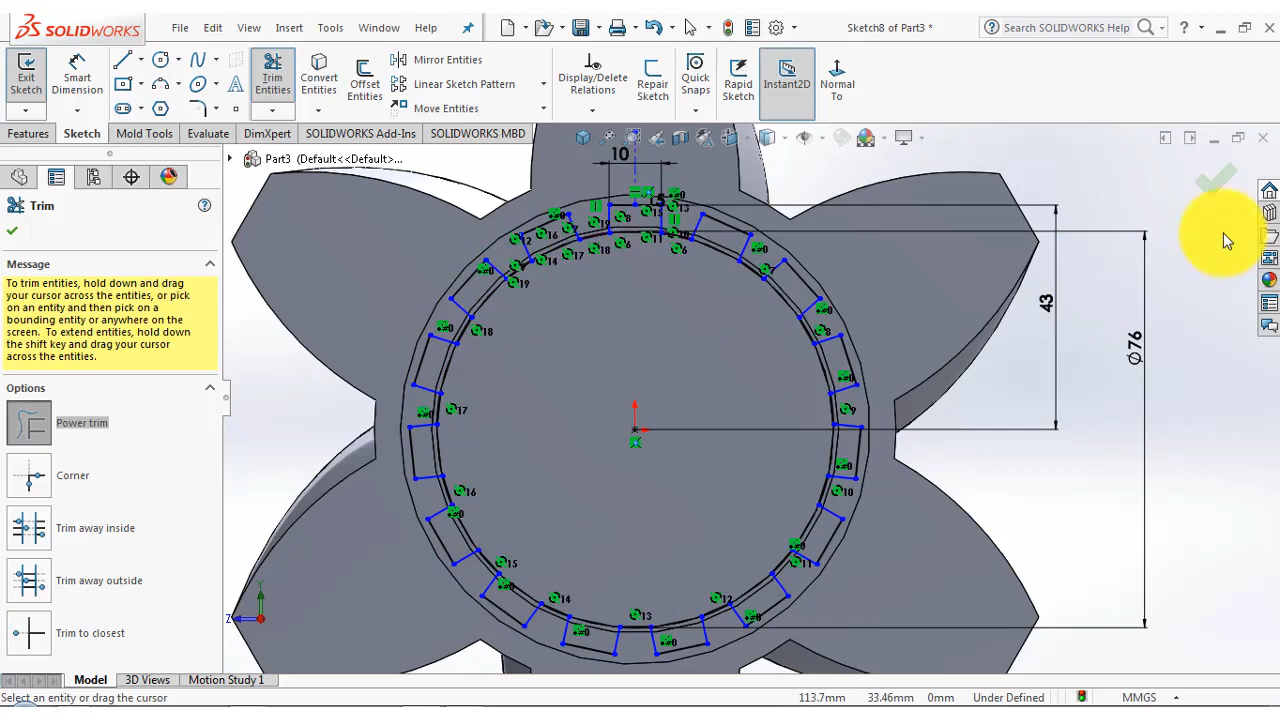 SOLIDWORKS
File Edit View Insert Tools Window Help
Sketch8 of Part3 *
Search SOLIDWORKS Help
?
Exit Sketch
Smart Dimension
Trim Entities
Convert Entities
Offset Entities
Mirror Entities
Linear Sketch Pattern
Move Entities
Display/Delete Relations
Repair Sketch
Quick Snaps
Rapid Sketch
Instant2D
Normal To
Features Sketch Mold Tools Evaluate DimXpert SOLIDWORKS Add-Ins SOLIDWORKS MBD
Part3 (Default<<Default>...
Trim
?
Message
To trim entities, hold down and drag
your cursor across the entities, or pick
on an entity and then pick on a
bounding entity or anywhere on the
screen. To extend entities, hold down
the shift key and drag your cursor
across the entities.
Options
Power trim
Corner
Trim away inside
Trim away outside
Trim to closest
10
43
Ø76
Y
Z
Model 3D Views Motion Study 1
Select an entity or drag the cursor
113.7mm 33.46mm 0mm Under Defined MMGS